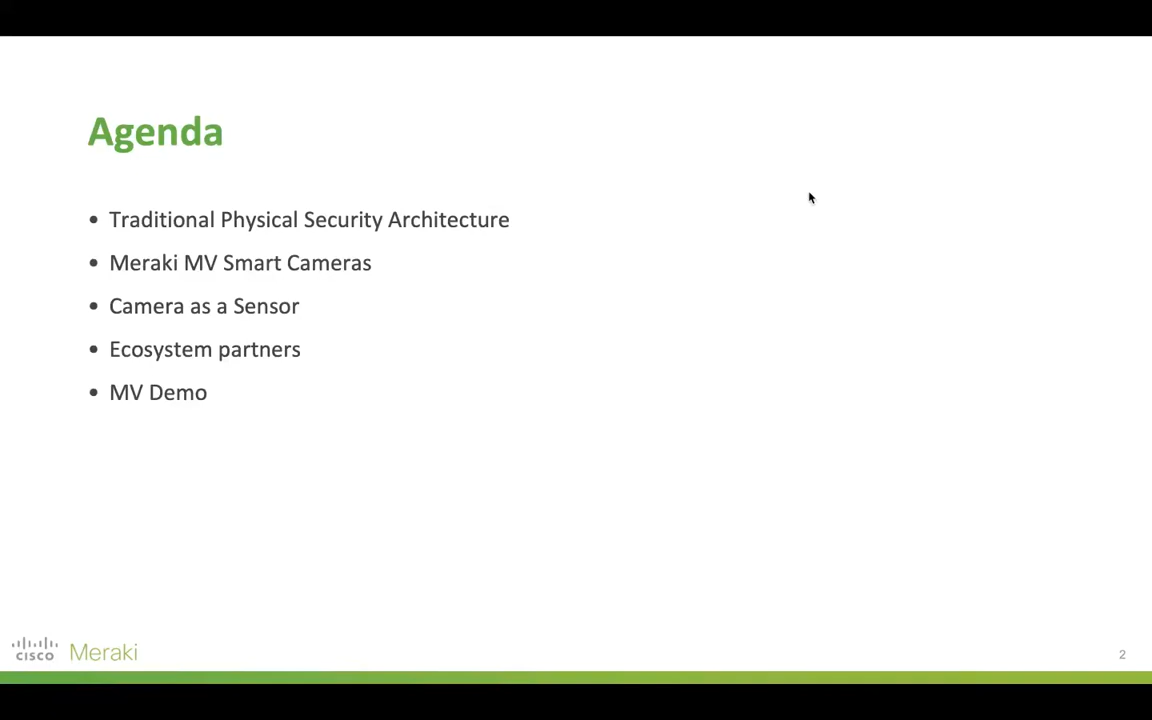 Agenda
• Traditional Physical Security Architecture
• Meraki MV Smart Cameras
• Camera as a Sensor
• Ecosystem partners
• MV Demo
CISCO Meraki
2